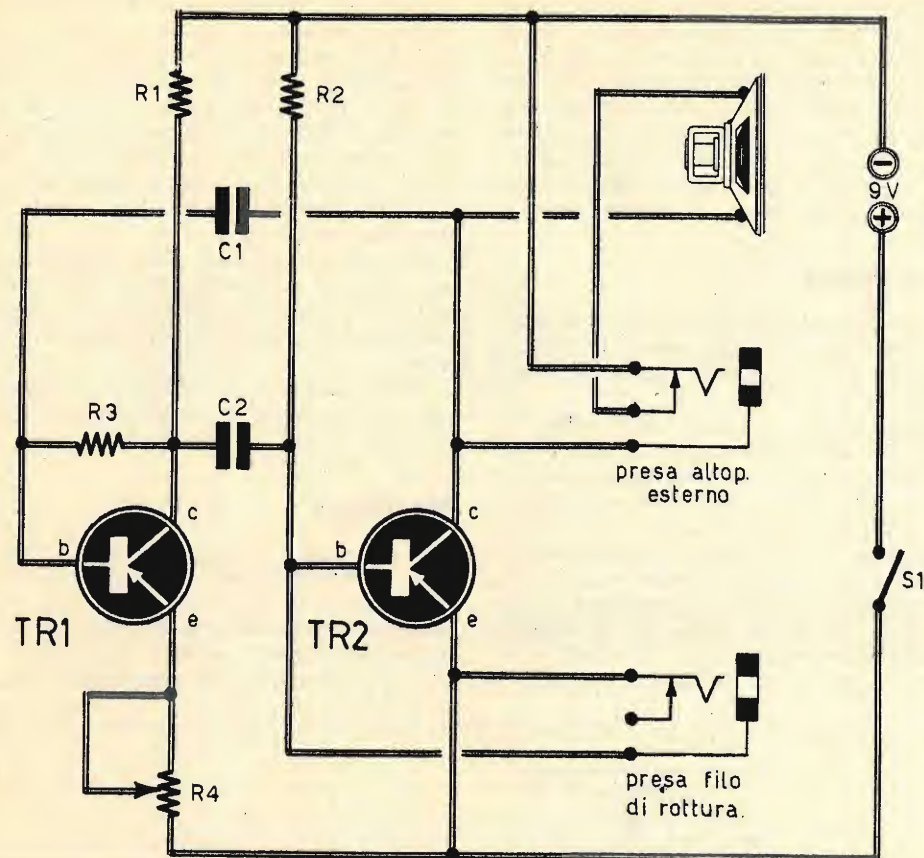 R1
R2
−
9V
+
C1
R3
C2
presa altop.
esterno
c
b
e
TR1
c
b
e
TR2
S1
R4
presa filo
di rottura.